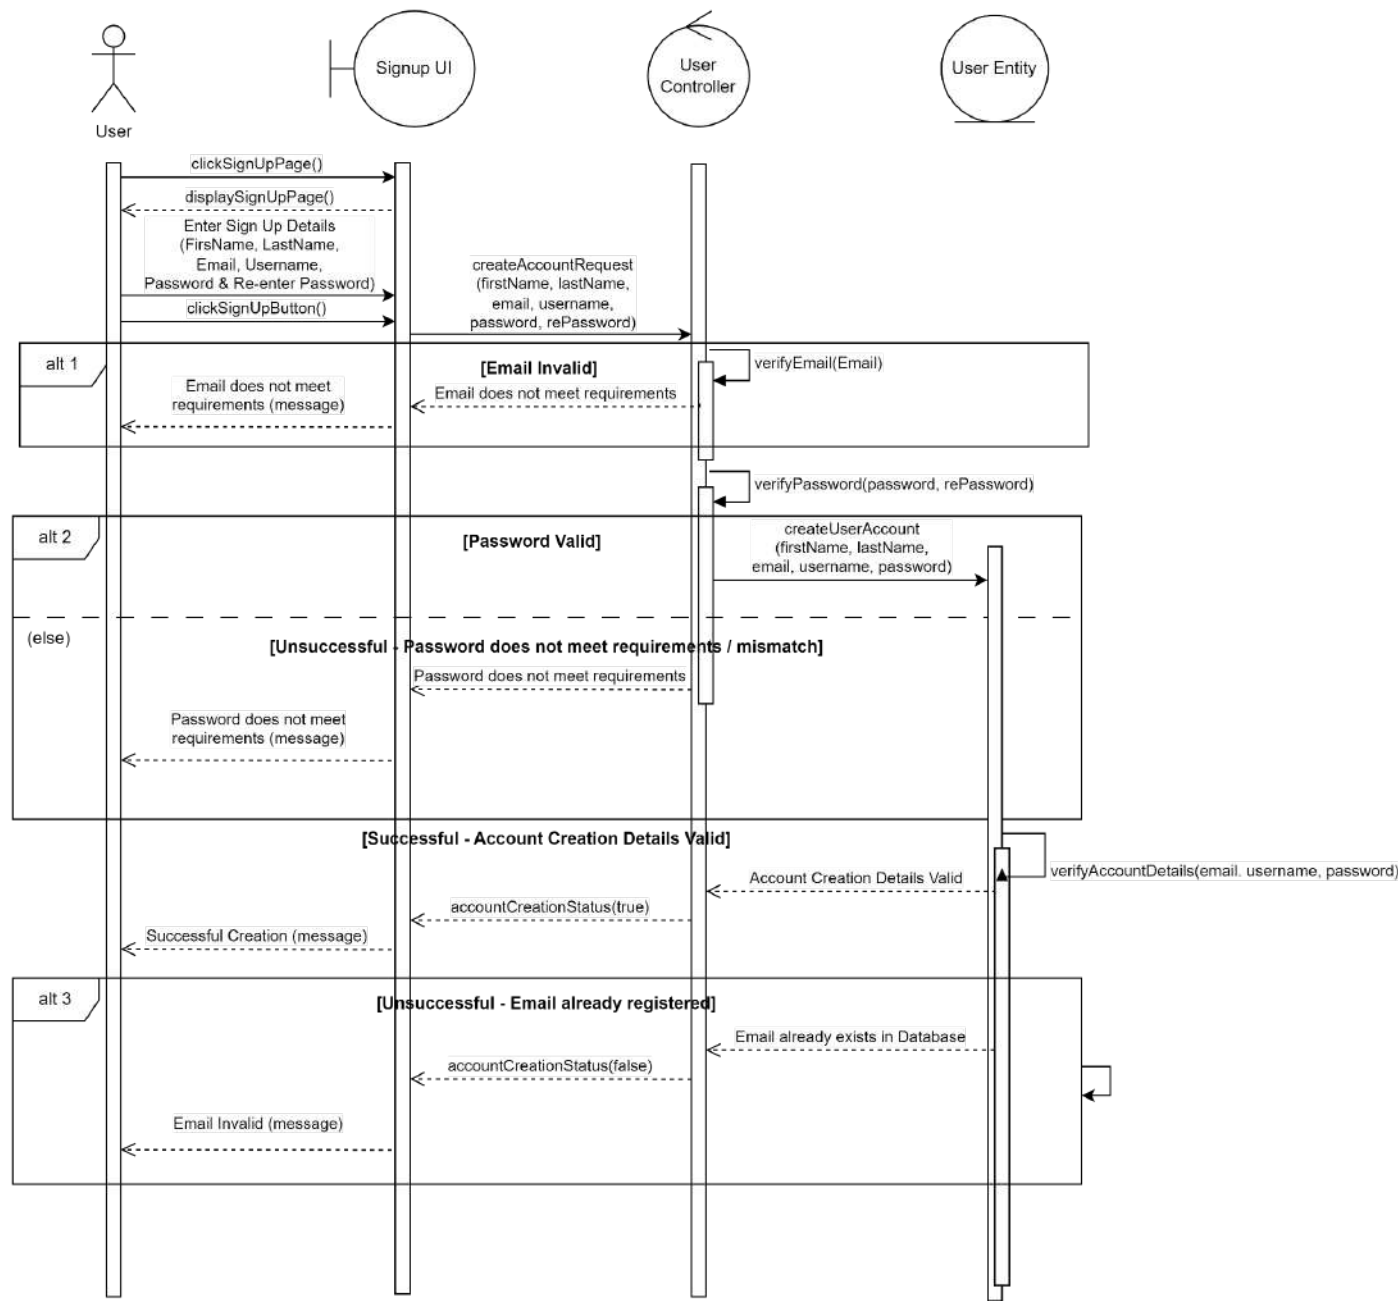 User
Signup UI
User
Controller
User Entity
clickSignUpPage()
displaySignUpPage()
Enter Sign Up Details
(FirsName, LastName,
Email, Username,
Password & Re-enter Password)
clickSignUpButton()
createAccountRequest
(firstName, lastName,
email, username,
password, rePassword)
alt 1
[Email Invalid]
verifyEmail(Email)
Email does not meet requirements
Email does not meet
requirements (message)
verifyPassword(password, rePassword)
alt 2
[Password Valid]
createUserAccount
(firstName, lastName,
email, username, password)
(else)
[Unsuccessful - Password does not meet requirements / mismatch]
Password does not meet requirements
Password does not meet
requirements (message)
[Successful - Account Creation Details Valid]
verifyAccountDetails(email. username, password)
Account Creation Details Valid
accountCreationStatus(true)
Successful Creation (message)
alt 3
[Unsuccessful - Email already registered]
Email already exists in Database
accountCreationStatus(false)
Email Invalid (message)